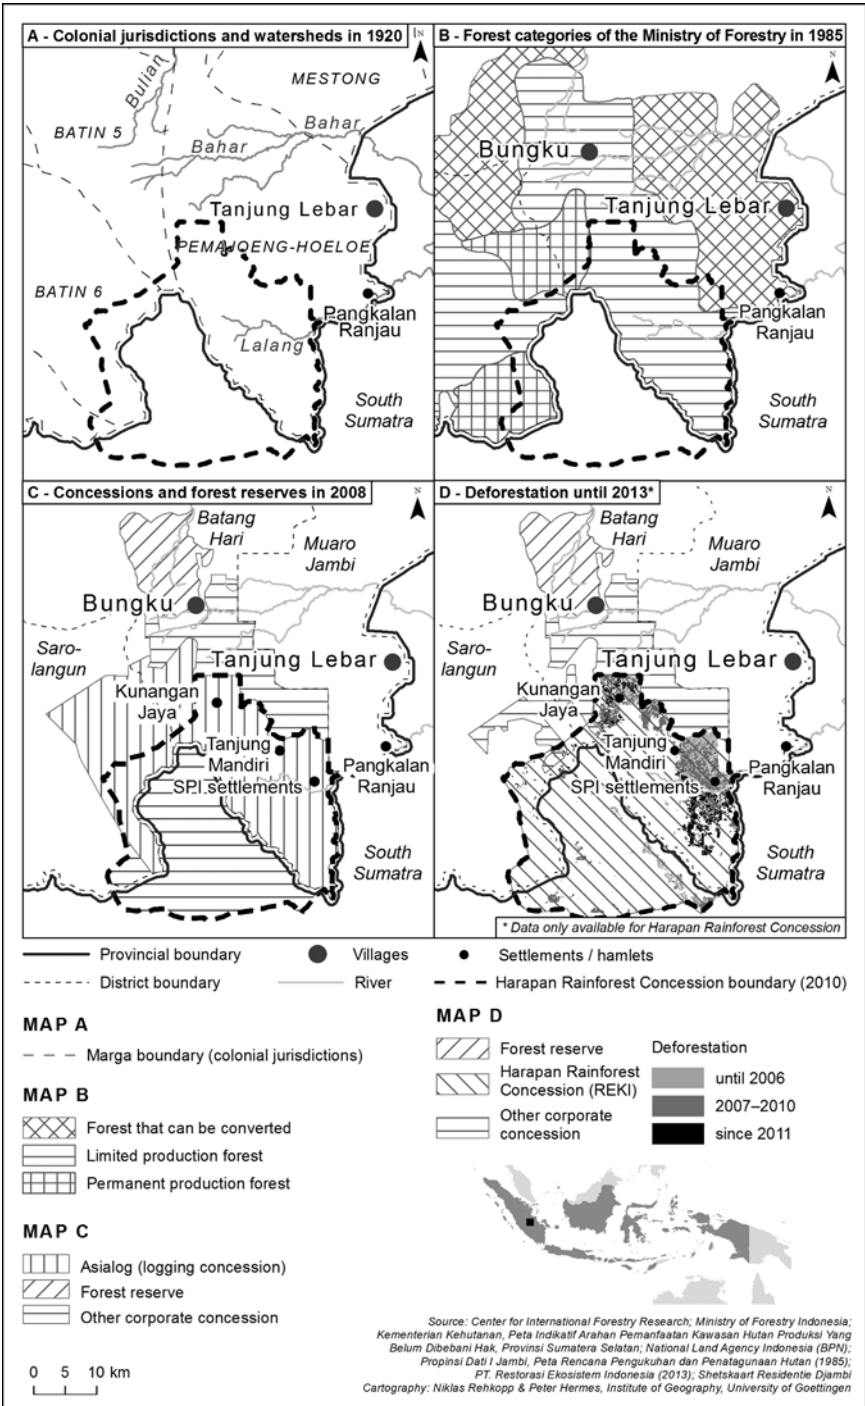 A - Colonial jurisdictions and watersheds in 1920
N
Bulian
MESTONG
BATIN 5
Bahar
Bahar
Tanjung Lebar
PEMAJOENG-HOELOE
BATIN 6
Pangkalan
Ranjau
Lalang
South
Sumatra
B - Forest categories of the Ministry of Forestry in 1985
N
Bungku
Tanjung Lebar
Pangkalan
Ranjau
South
Sumatra
C - Concessions and forest reserves in 2008
N
Batang
Hari
Muaro
Jambi
Bungku
Saro-
langun
Tanjung Lebar
Kunangan
Jaya
Tanjung
Mandiri
SPI settlements
Pangkalan
Ranjau
South
Sumatra
D - Deforestation until 2013*
N
Batang
Hari
Muaro
Jambi
Bungku
Saro-
langun
Tanjung Lebar
Kunangan
Jaya
Tanjung
Mandiri
SPI settlements
Pangkalan
Ranjau
South
Sumatra
* Data only available for Harapan Rainforest Concession
Provincial boundary
Villages
Settlements / hamlets
District boundary
River
Harapan Rainforest Concession boundary (2010)
MAP A
Marga boundary (colonial jurisdictions)
MAP B
Forest that can be converted
Limited production forest
Permanent production forest
MAP C
Asialog (logging concession)
Forest reserve
Other corporate concession
0 5 10 km
MAP D
Forest reserve
Harapan Rainforest
Concession (REKI)
Other corporate
concession
Deforestation
until 2006
2007–2010
since 2011
Source: Center for International Forestry Research; Ministry of Forestry Indonesia;
Kementerian Kehutanan, Peta Indikatif Arahan Pemanfaatan Kawasan Hutan Produksi Yang
Belum Dibebani Hak, Provinsi Sumatera Selatan; National Land Agency Indonesia (BPN);
Propinsi Dati I Jambi, Peta Rencana Pengukuhan dan Penatagunaan Hutan (1985);
PT. Restorasi Ekosistem Indonesia (2013); Shetskaart Residentie Djambi
Cartography: Niklas Rehkopp & Peter Hermes, Institute of Geography, University of Goettingen